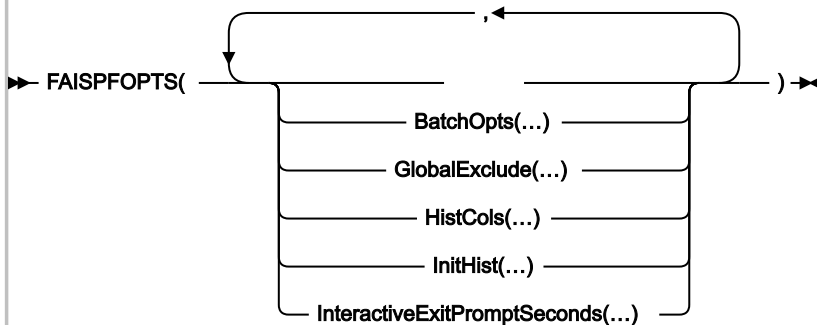 ,
FAISPFOPTS( )
BatchOpts(...)
GlobalExclude(...)
HistCols(...)
InitHist(...)
InteractiveExitPromptSeconds(...)